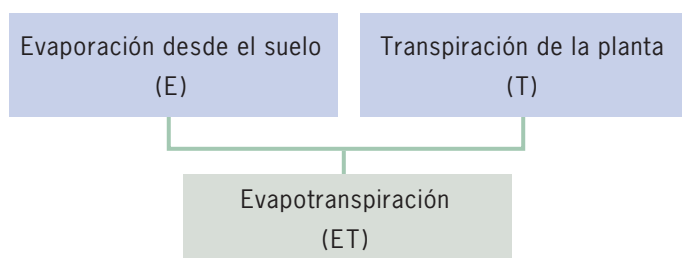 Evaporación desde el suelo
(E)
Transpiración de la planta
(T)
Evapotranspiración
(ET)